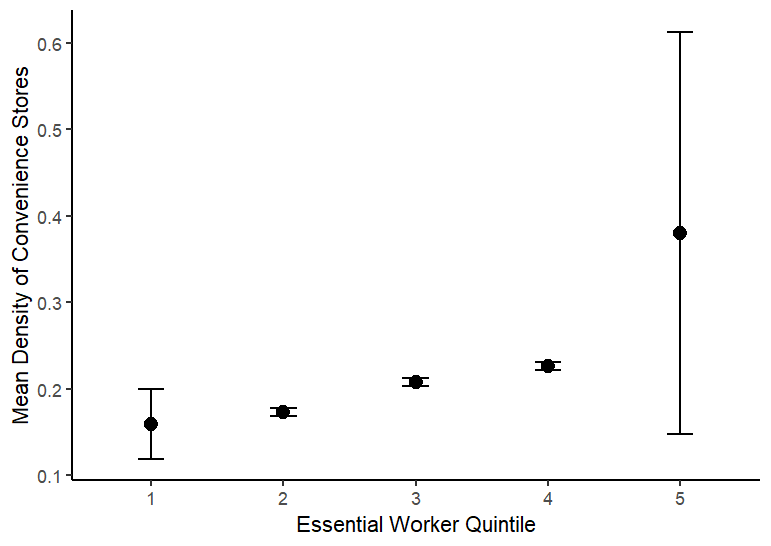 Mean Density of Convenience Stores
0.6
0.5
0.4
0.3
0.2
0.1
1 2 3 4 5
Essential Worker Quintile